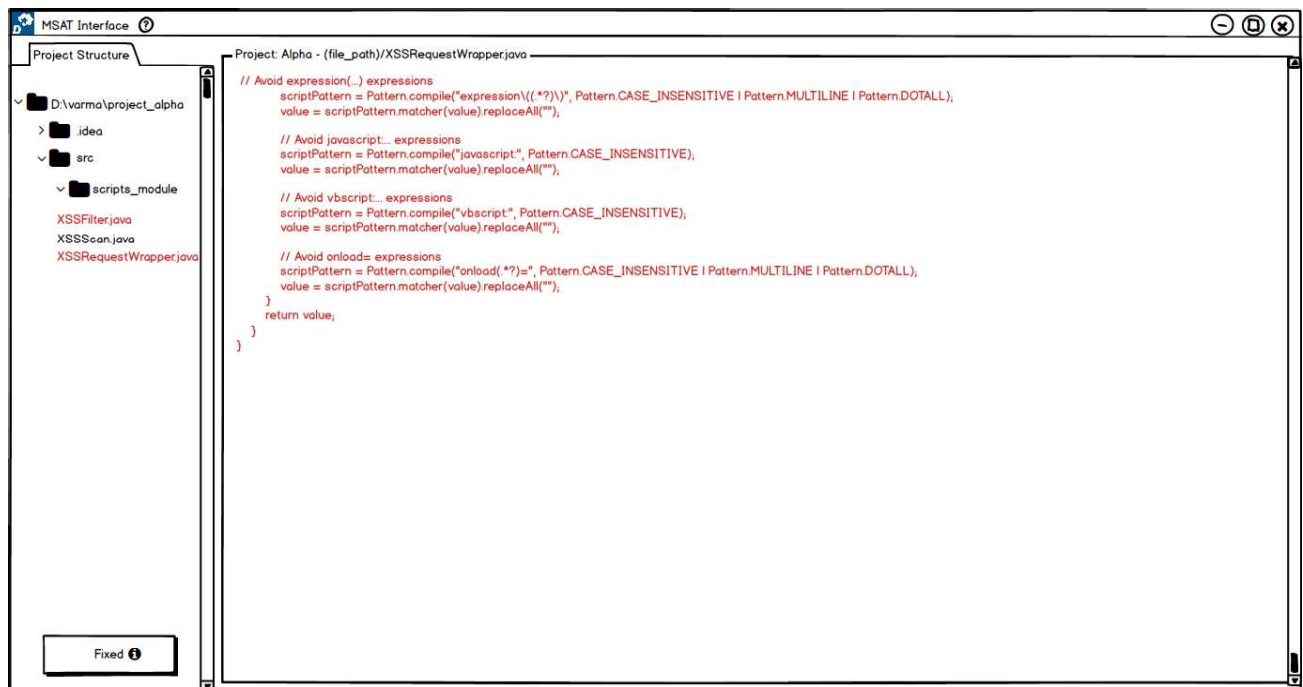 MSAT Interface ?
Project Structure
D:\varma\project_alpha
.idea
src
scripts_module
XSSFilter.java
XSSScan.java
XSSRequestWrapper.java
Fixed i
Project: Alpha - (file_path)/XSSRequestWrapper.java
// Avoid expression(...) expressions
scriptPattern = Pattern.compile("expression\((.*?)\)", Pattern.CASE_INSENSITIVE | Pattern.MULTILINE | Pattern.DOTALL);
value = scriptPattern.matcher(value).replaceAll("");
// Avoid javascript:... expressions
scriptPattern = Pattern.compile("javascript:", Pattern.CASE_INSENSITIVE);
value = scriptPattern.matcher(value).replaceAll("");
// Avoid vbscript:... expressions
scriptPattern = Pattern.compile("vbscript:", Pattern.CASE_INSENSITIVE);
value = scriptPattern.matcher(value).replaceAll("");
// Avoid onload= expressions
scriptPattern = Pattern.compile("onload(.*?)=", Pattern.CASE_INSENSITIVE | Pattern.MULTILINE | Pattern.DOTALL);
value = scriptPattern.matcher(value).replaceAll("");
}
return value;
}
}